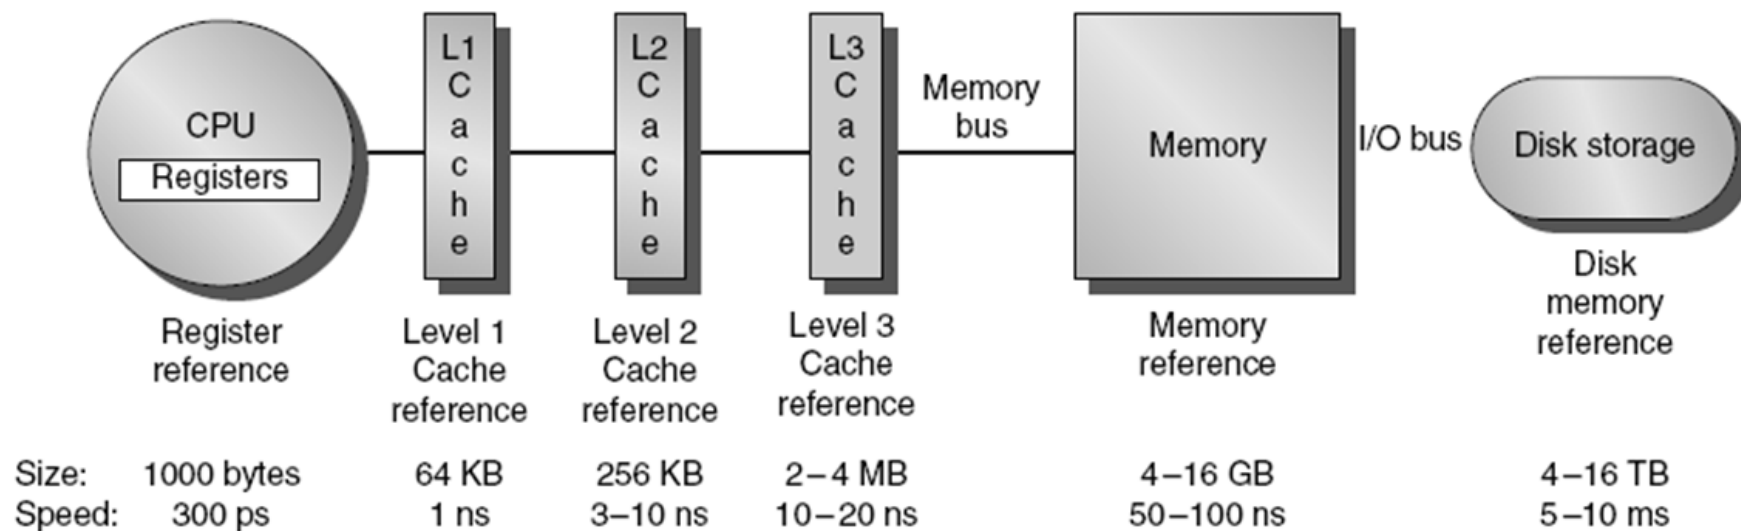 CPU
Registers
L1
C
a
c
h
e
L2
C
a
c
h
e
L3
C
a
c
h
e
Memory
bus
Memory
I/O bus
Disk storage
Register
reference
Level 1
Cache
reference
Level 2
Cache
reference
Level 3
Cache
reference
Memory
reference
Disk
memory
reference
Size: 1000 bytes 64 KB 256 KB 2–4 MB 4–16 GB 4–16 TB
Speed: 300 ps 1 ns 3–10 ns 10–20 ns 50–100 ns 5–10 ms